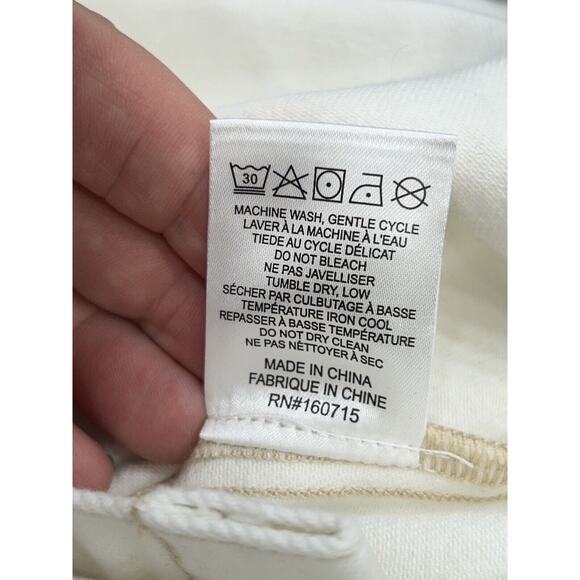 30
MACHINE WASH, GENTLE CYCLE
LAVER À LA MACHINE À L'EAU
TIEDE AU CYCLE DÉLICAT
DO NOT BLEACH
NE PAS JAVELLISER
TUMBLE DRY, LOW
SÉCHER PAR CULBUTAGE À BASSE
TEMPÉRATURE IRON COOL
REPASSER À BASSE TEMPÉRATURE
DO NOT DRY CLEAN
NE PAS NÉTTOYER À SEC
MADE IN CHINA
FABRIQUE IN CHINE
RN#160715